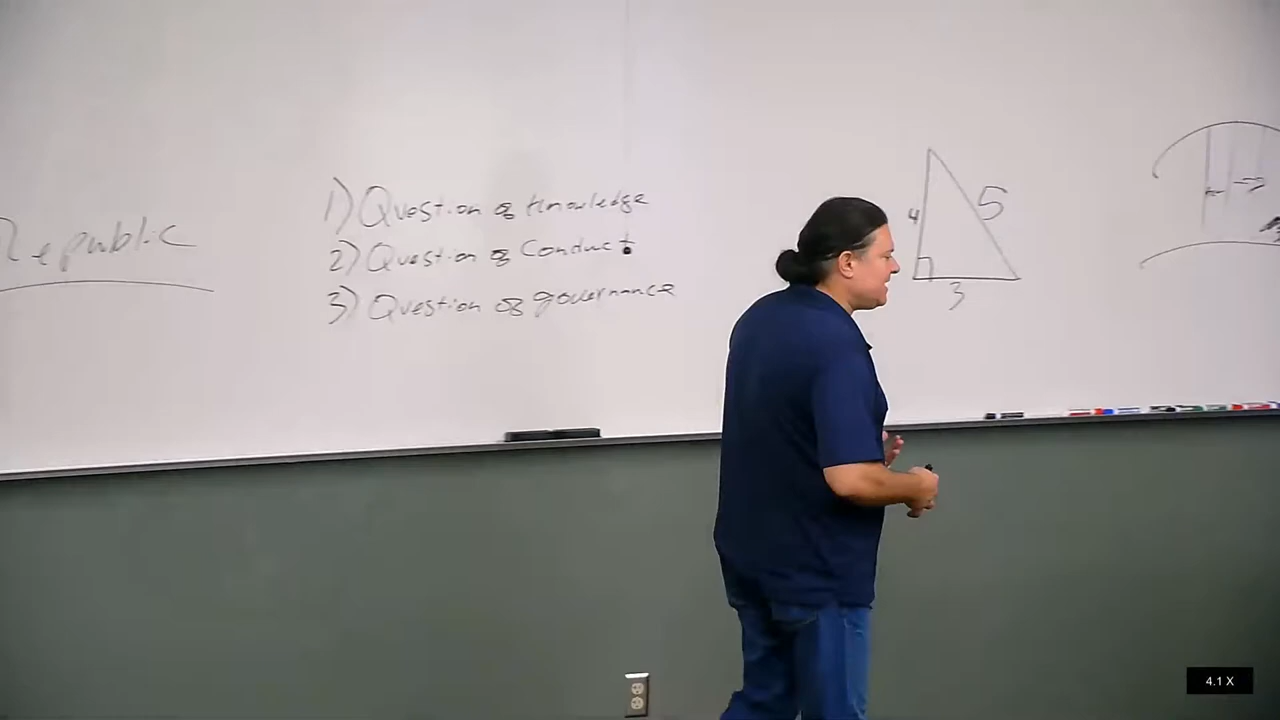 Republic
1) Question of Knowledge
2) Question of Conduct
3) Question of governance
4
5
3
4.1 X